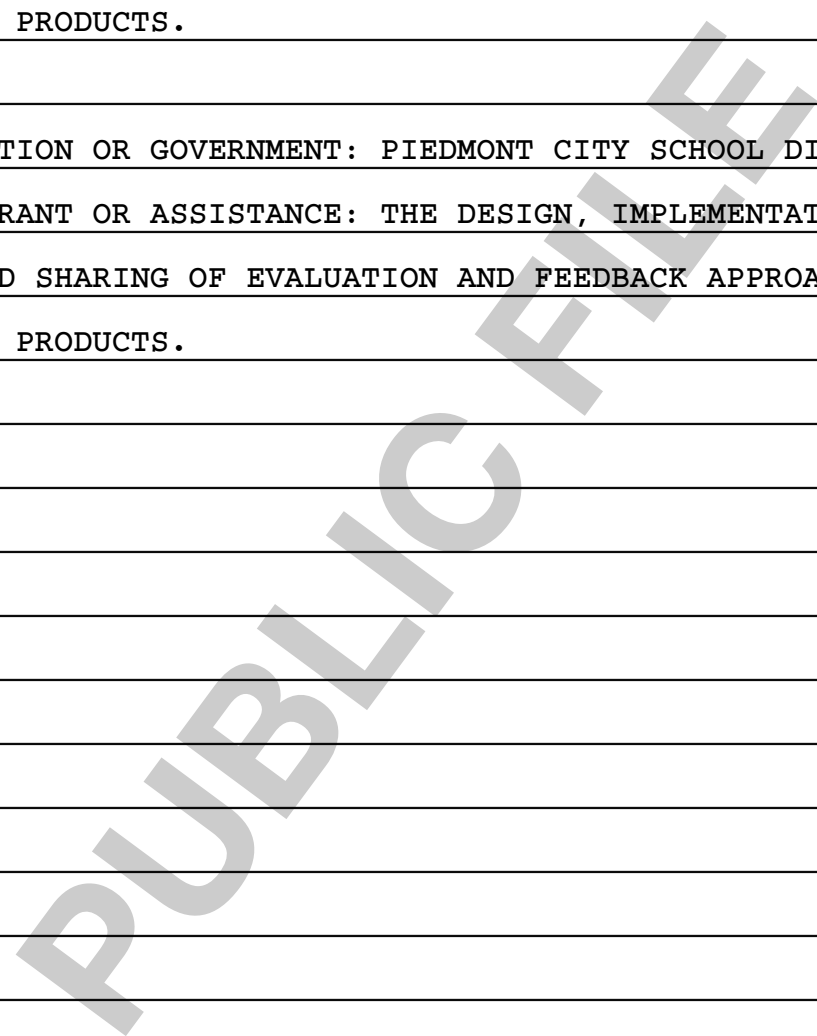 PRODUCTS.
TION OR GOVERNMENT: PIEDMONT CITY SCHOOL DI
RANT OR ASSISTANCE: THE DESIGN, IMPLEMENTAT
D SHARING OF EVALUATION AND FEEDBACK APPROA
PRODUCTS.
PUBLIC FILE